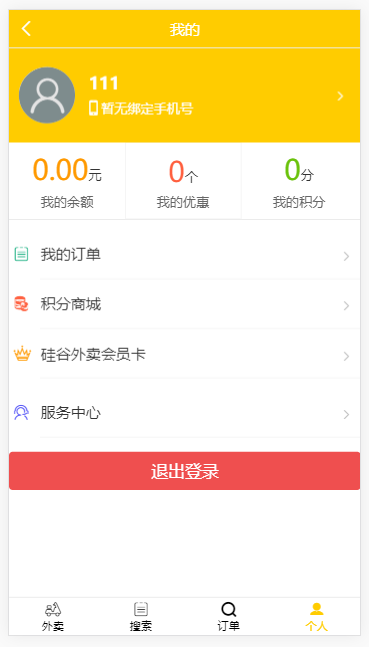 我的
111
暂无绑定手机号
0.00元 0个 0分
我的余额 我的优惠 我的积分
我的订单
积分商城
硅谷外卖会员卡
服务中心
退出登录
外卖 搜索 订单 个人